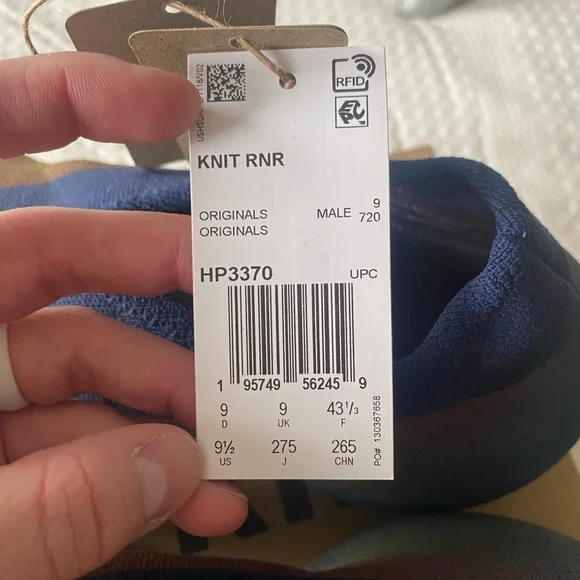 RFID
EPC™
KNIT RNR
9
ORIGINALS MALE 720
ORIGINALS
HP3370 UPC
1 95749 56245 9
9 9 43⅓
D UK F
9½ 275 265
US J CHN
PO# 130367658